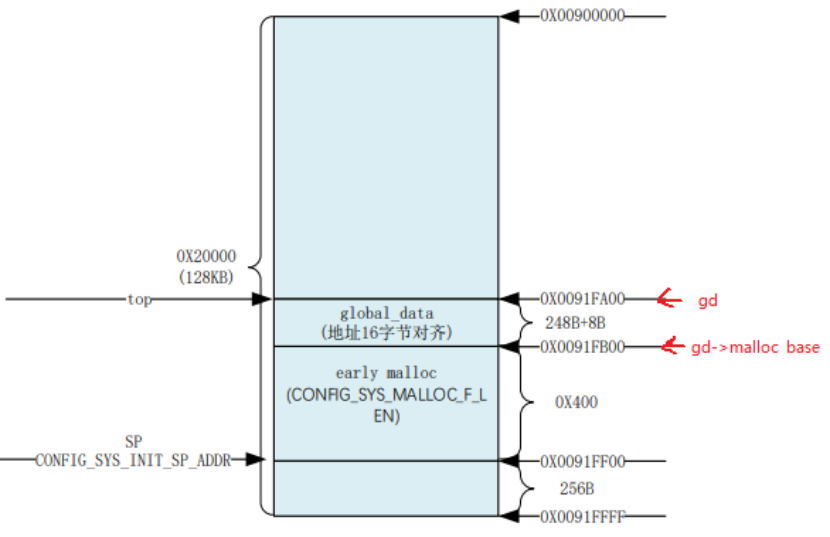 0X00900000
0X20000
(128KB)
top
0X0091FA00
gd
global_data
(地址16字节对齐)
248B+8B
0X0091FB00
gd->malloc base
early malloc
(CONFIG_SYS_MALLOC_F_L
EN)
0X400
SP
CONFIG_SYS_INIT_SP_ADDR
0X0091FF00
256B
0X0091FFFF